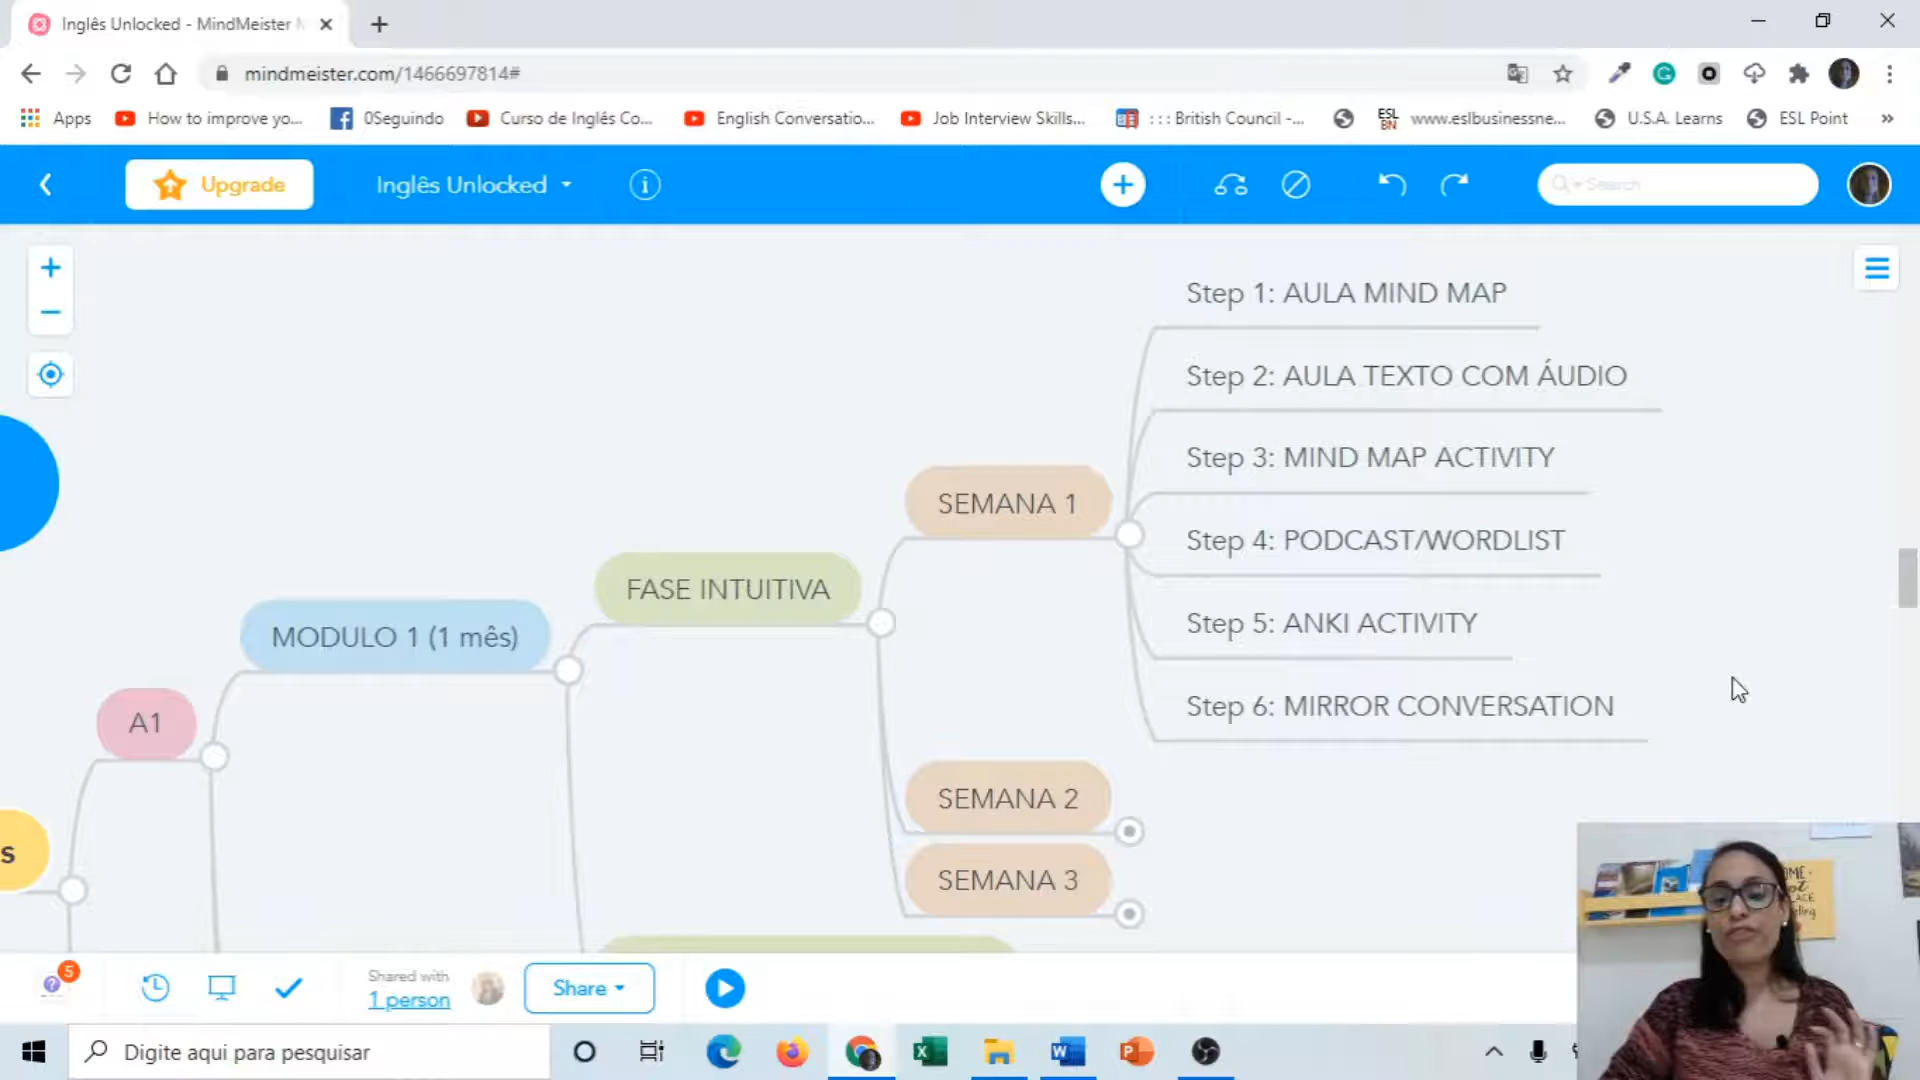 Inglês Unlocked - MindMeister
mindmeister.com/1466697814#
Apps
How to improve yo...
0Seguindo
Curso de Inglês Co...
English Conversatio...
Job Interview Skills...
: : : British Council -...
ESL
BN
www.eslbusinessne...
U.S.A. Learns
ESL Point
»
Upgrade
Inglês Unlocked
Search
Step 1: AULA MIND MAP
Step 2: AULA TEXTO COM ÁUDIO
Step 3: MIND MAP ACTIVITY
SEMANA 1
Step 4: PODCAST/WORDLIST
FASE INTUITIVA
Step 5: ANKI ACTIVITY
MODULO 1 (1 mês)
Step 6: MIRROR CONVERSATION
A1
SEMANA 2
s
SEMANA 3
5
Shared with
1 person
Share
Digite aqui para pesquisar